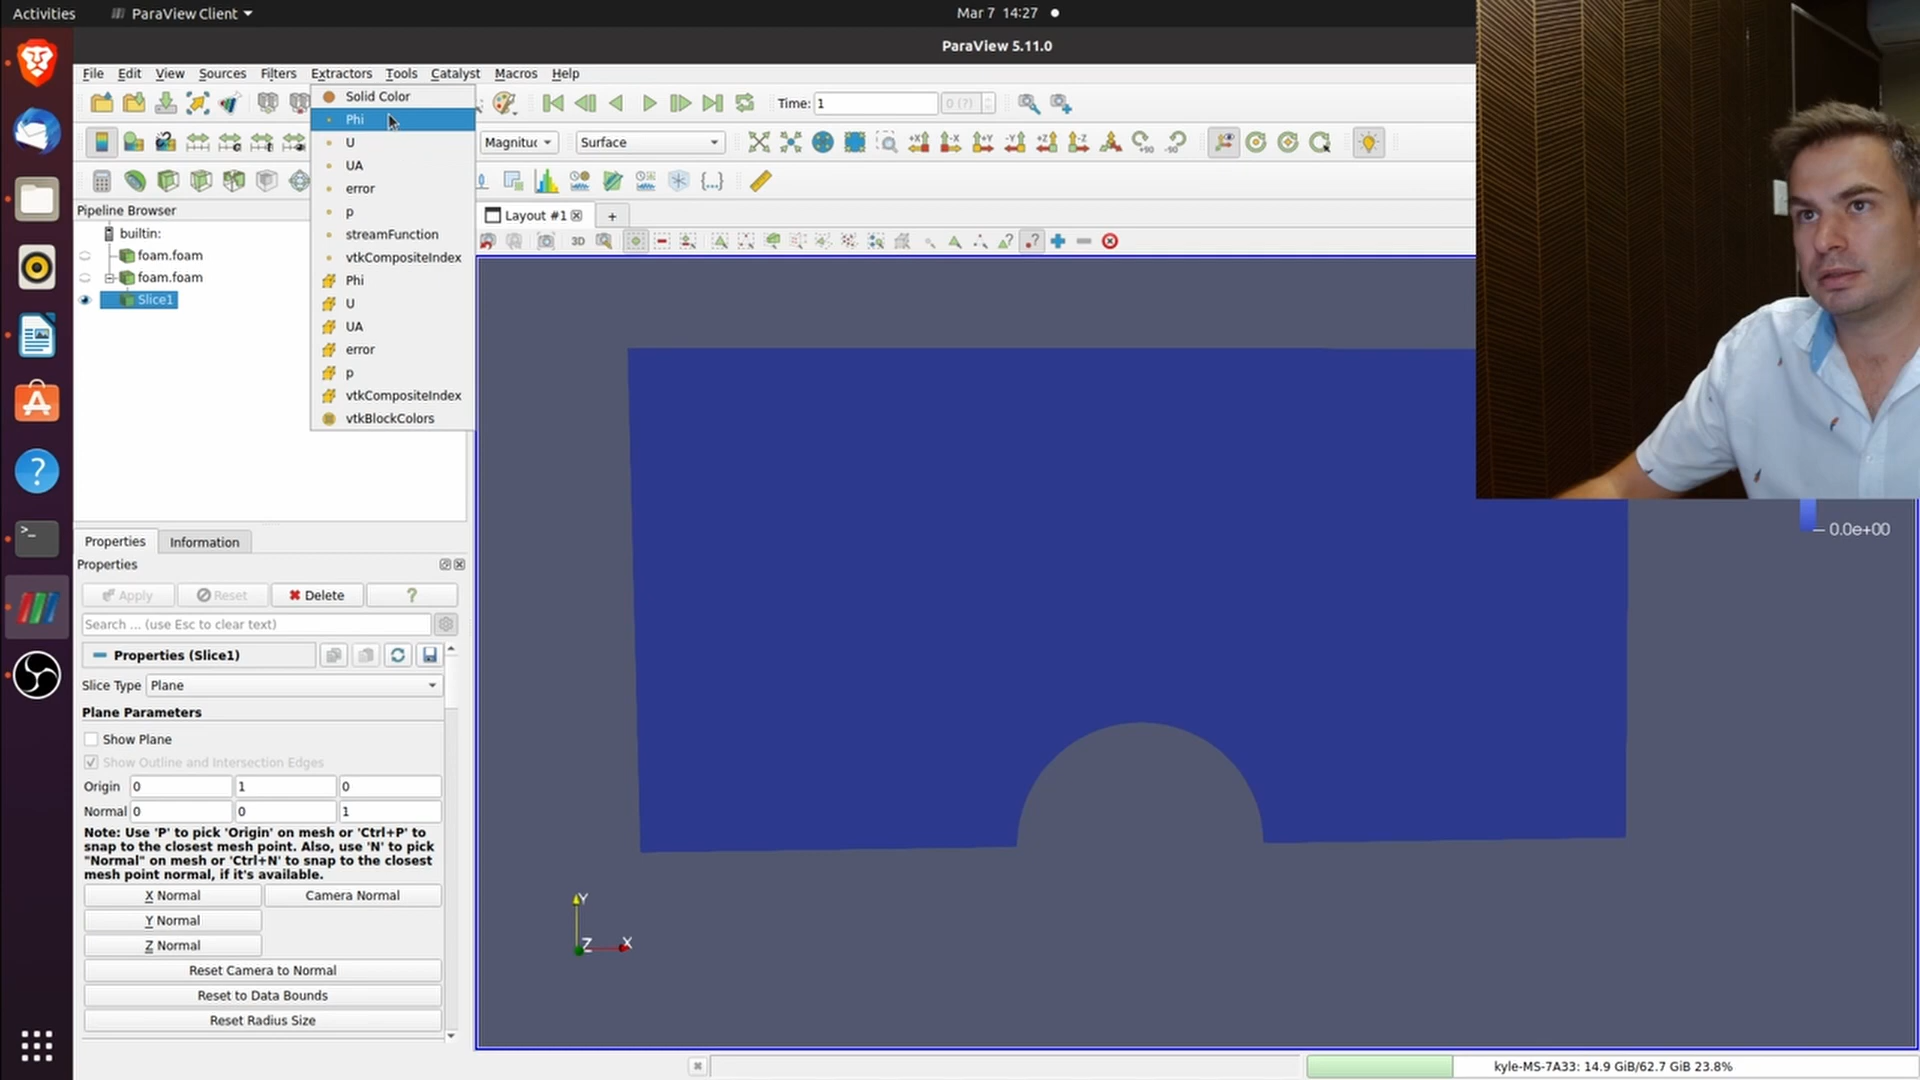 Activities
ParaView Client
Mar 7 14:27
ParaView 5.11.0
File Edit View Sources Filters Extractors Tools Catalyst Macros Help
Time: 1
0 (?)
Magnituc
Surface
+X -X +Y -Y +Z -Z +90 -90
Pipeline Browser
builtin:
foam.foam
foam.foam
Slice1
Solid Color
Phi
U
UA
error
p
streamFunction
vtkCompositeIndex
Phi
U
UA
error
p
vtkCompositeIndex
vtkBlockColors
Layout #1
+
3D
Properties Information
Properties
Apply Reset Delete ?
Search ... (use Esc to clear text)
Properties (Slice1)
Slice Type Plane
Plane Parameters
Show Plane
Show Outline and Intersection Edges
Origin 0 1 0
Normal 0 0 1
Note: Use 'P' to pick 'Origin' on mesh or 'Ctrl+P' to
snap to the closest mesh point. Also, use 'N' to pick
"Normal" on mesh or 'Ctrl+N' to snap to the closest
mesh point normal, if it's available.
X Normal Camera Normal
Y Normal
Z Normal
Reset Camera to Normal
Reset to Data Bounds
Reset Radius Size
0.0e+00
Y
Z X
kyle-MS-7A33: 14.9 GiB/62.7 GiB 23.8%